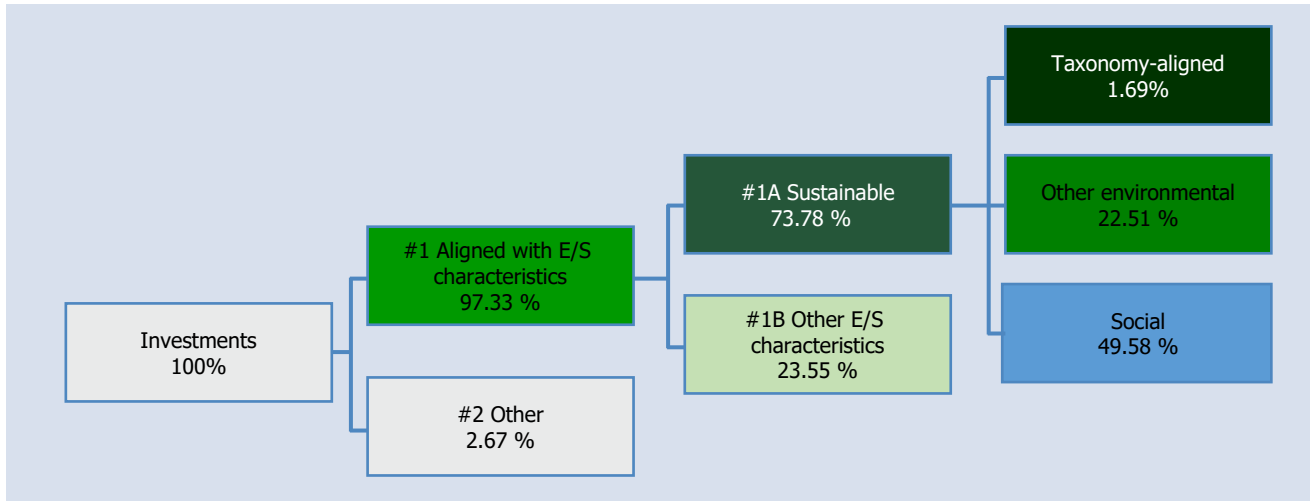 Investments
100%
#1 Aligned with E/S
characteristics
97.33 %
#2 Other
2.67 %
#1A Sustainable
73.78 %
#1B Other E/S
characteristics
23.55 %
Taxonomy-aligned
1.69%
Other environmental
22.51 %
Social
49.58 %